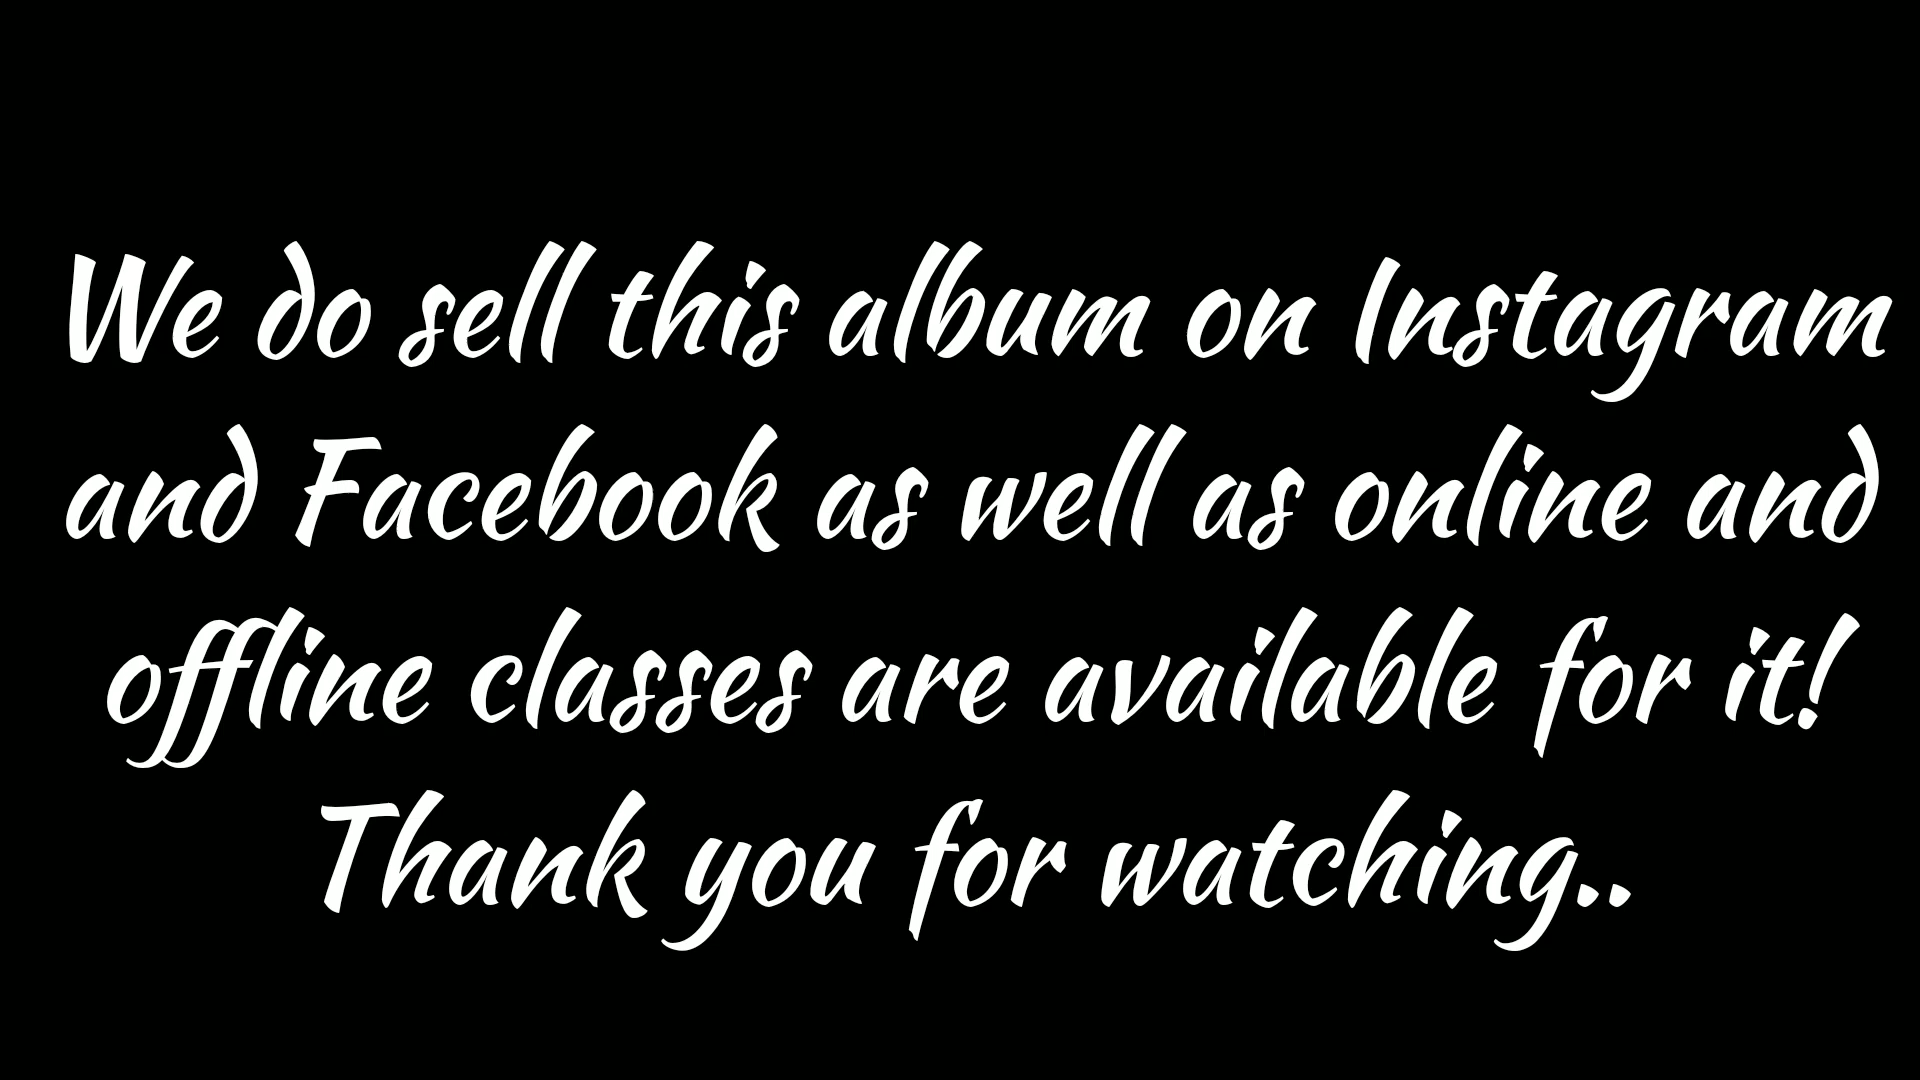 We do sell this album on Instagram
and Facebook as well as online and
offline classes are available for it!
Thank you for watching..